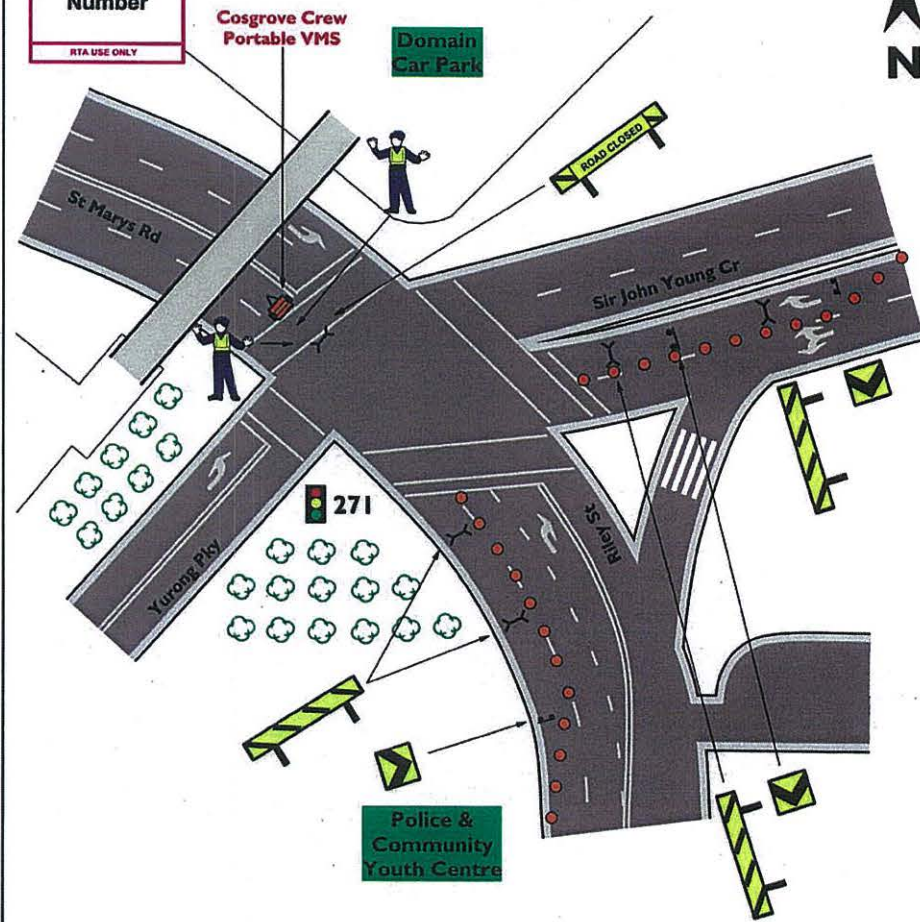 Number
RTA USE ONLY
Cosgrove Crew
Portable VMS
Domain
Car Park
N
ROAD CLOSED
St Marys Rd
Sir John Young Cr
271
Riley St
Yurong Pky
Police &
Community
Youth Centre